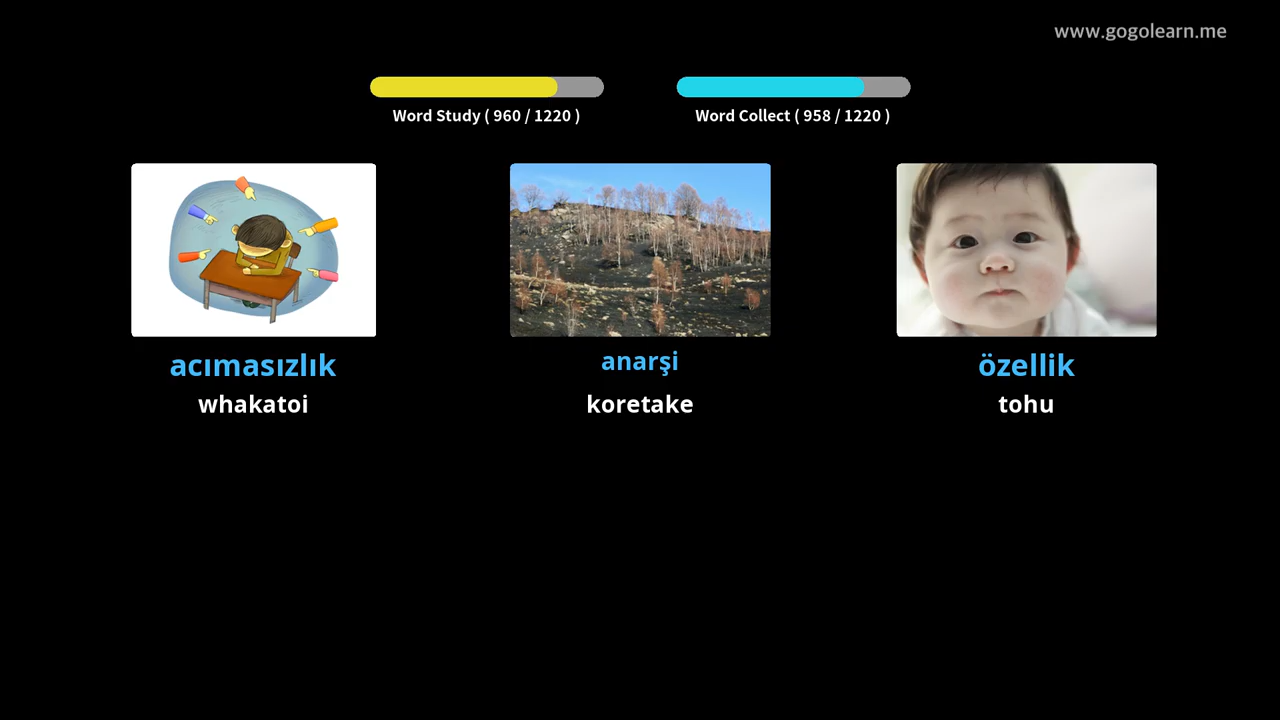 www.gogolearn.me
Word Study ( 960 / 1220 )
Word Collect ( 958 / 1220 )
acımasızlık
whakatoi
anarşi
koretake
özellik
tohu